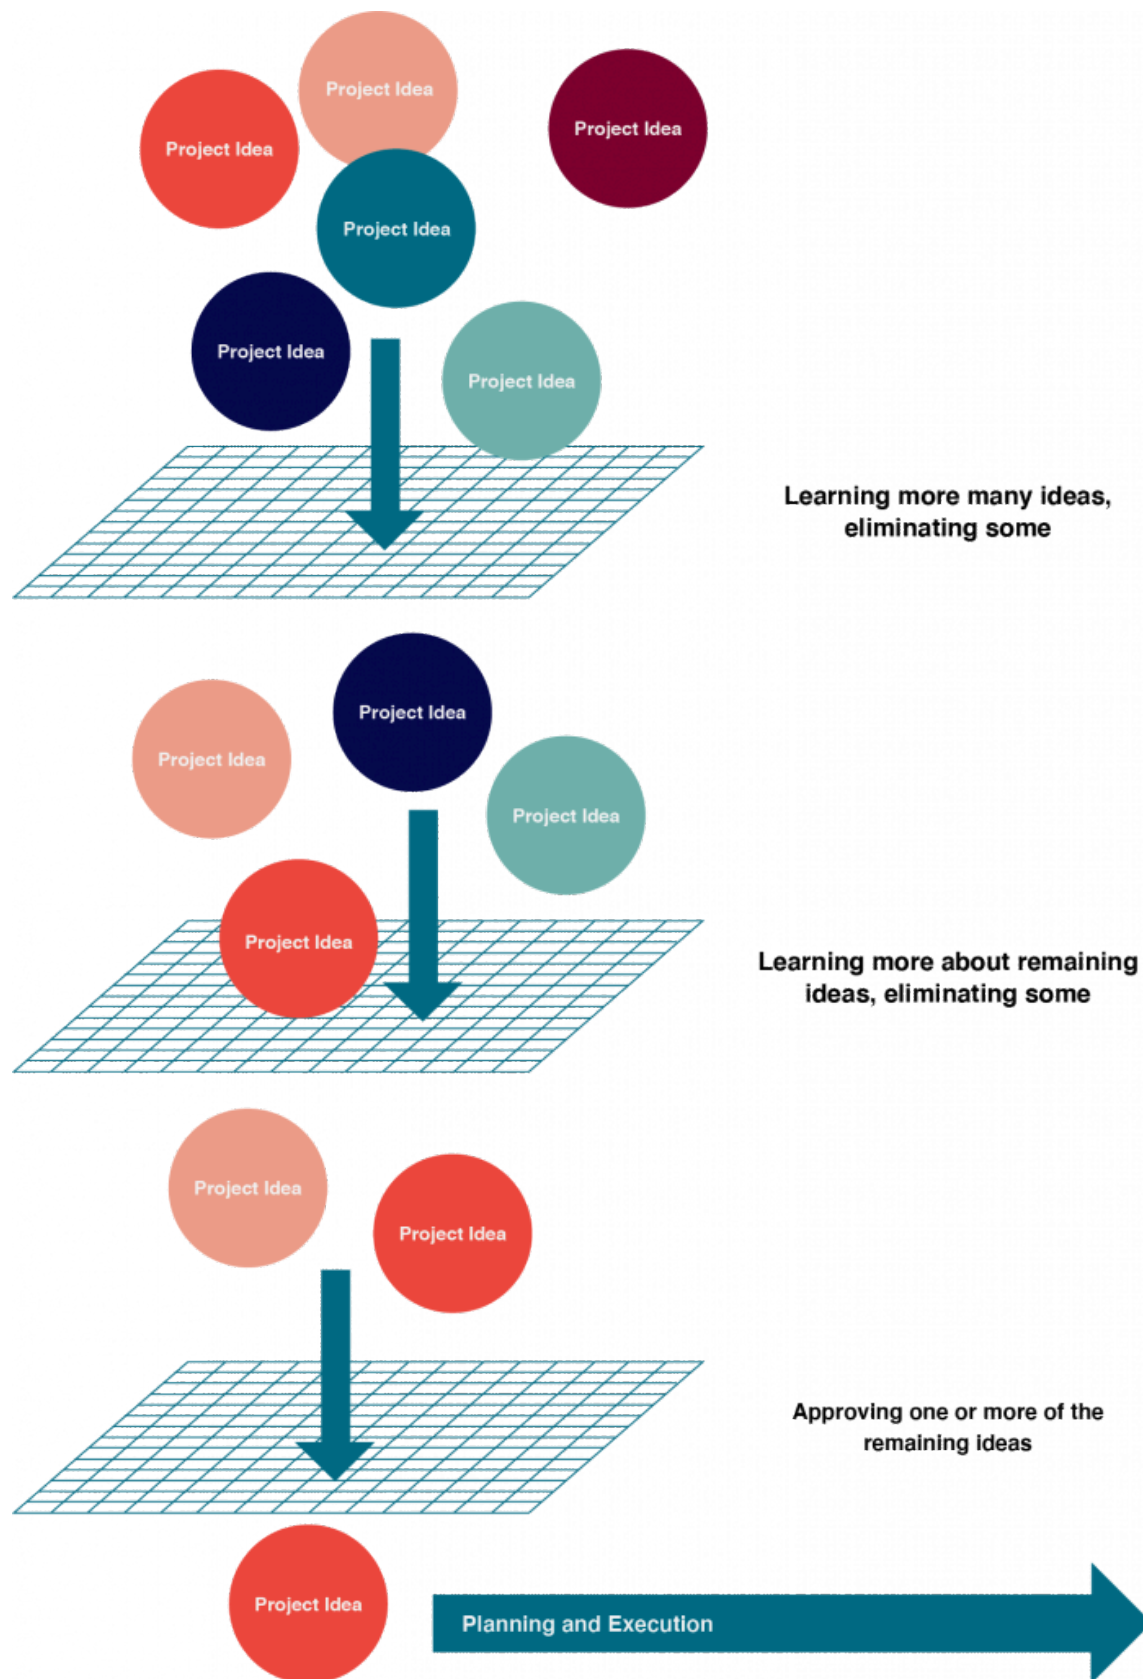 Project Idea
Project Idea
Project Idea
Project Idea
Project Idea
Project Idea
Learning more many ideas,
eliminating some
Project Idea
Project Idea
Project Idea
Project Idea
Learning more about remaining
ideas, eliminating some
Project Idea
Project Idea
Approving one or more of the
remaining ideas
Project Idea
Planning and Execution